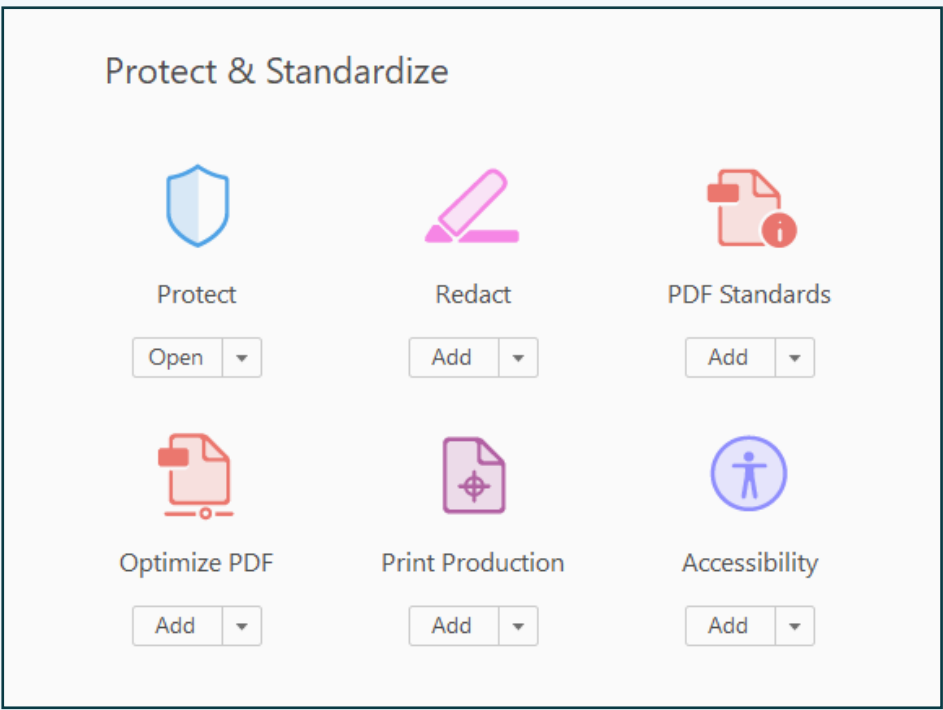 Protect & Standardize
Protect
Redact
PDF Standards
Open
Add
Add
Optimize PDF
Print Production
Accessibility
Add
Add
Add